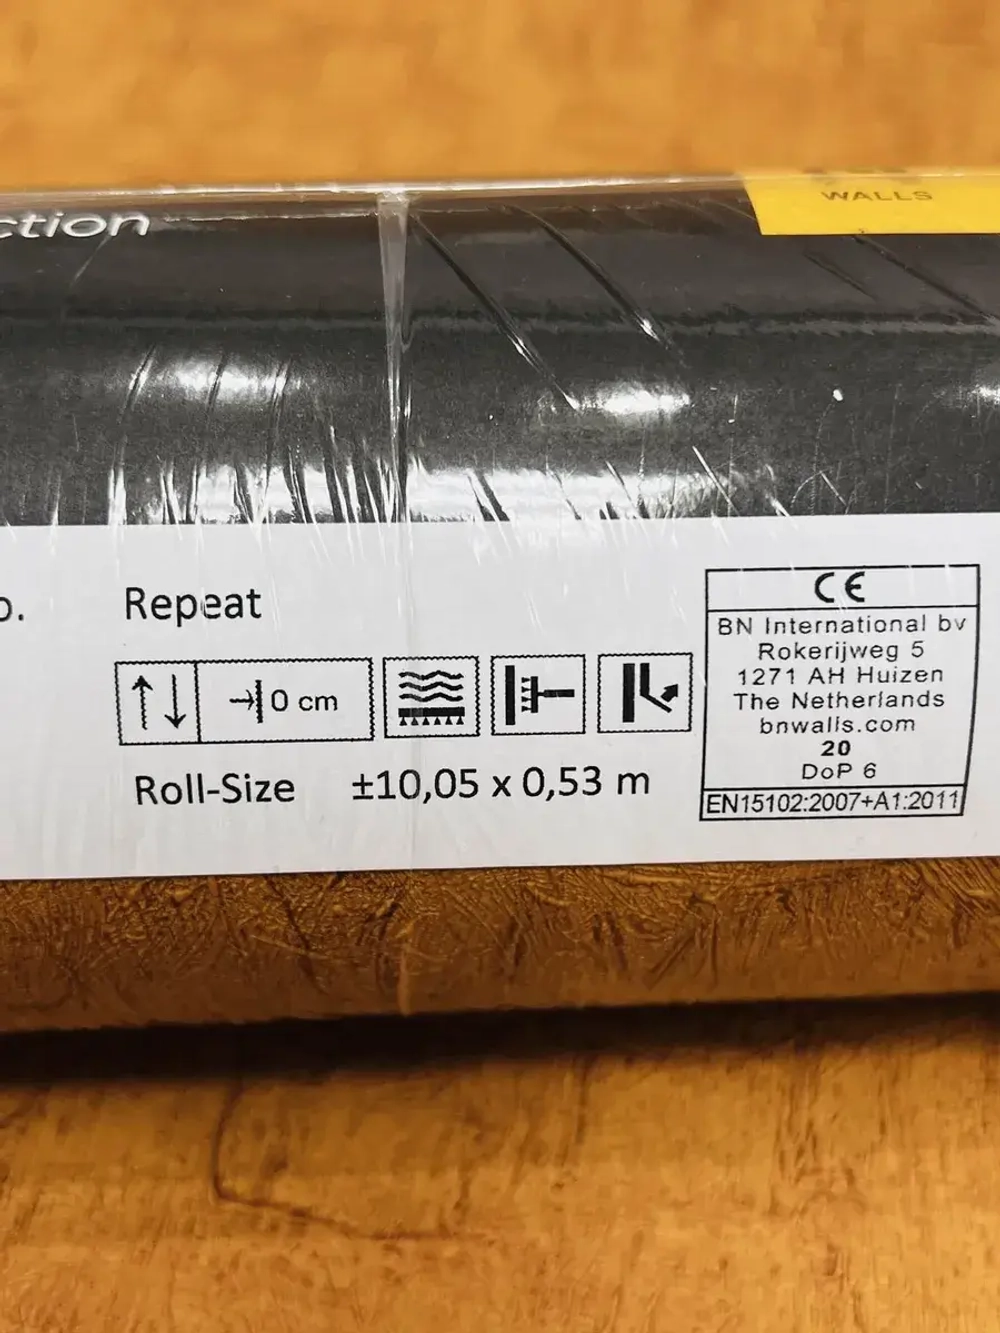 ction
WALLS
o.
Repeat
0 cm
Roll-Size ±10,05 x 0,53 m
CE
BN International bv
Rokerijweg 5
1271 AH Huizen
The Netherlands
bnwalls.com
20
DoP 6
EN15102:2007+A1:2011